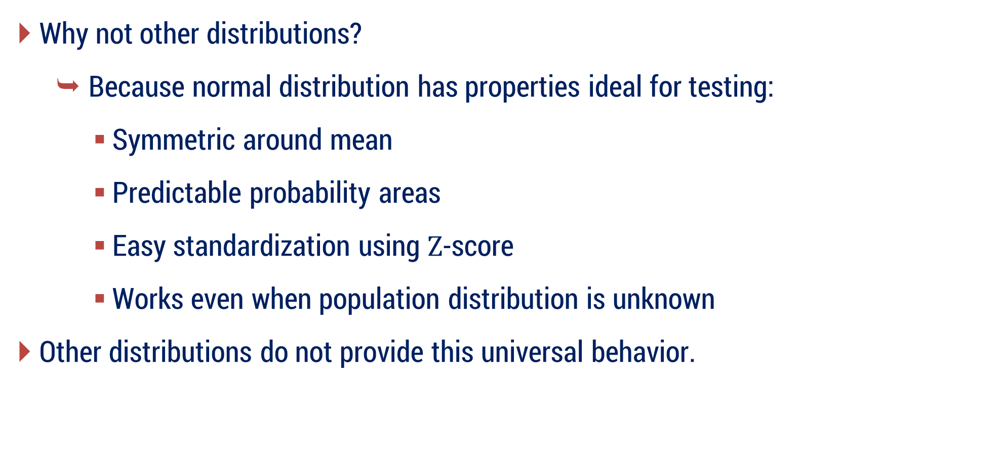 Why not other distributions?
Because normal distribution has properties ideal for testing:
Symmetric around mean
Predictable probability areas
Easy standardization using Z-score
Works even when population distribution is unknown
Other distributions do not provide this universal behavior.